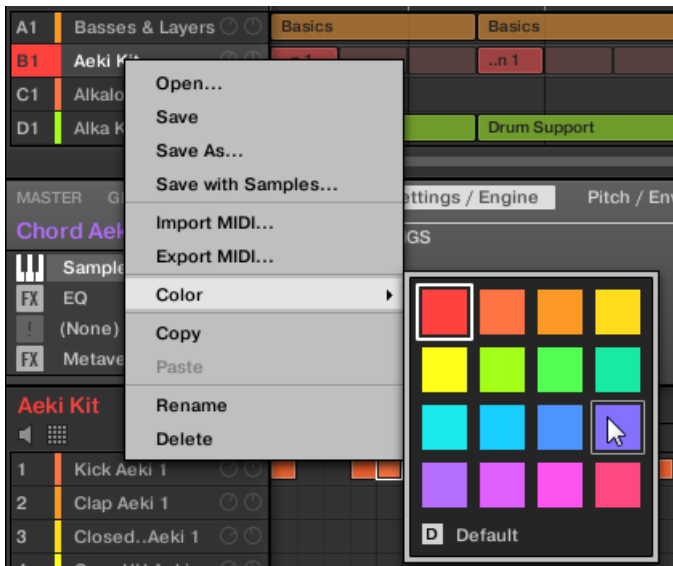 A1 Basses & Layers Basics Basics
B1 Aeki Kit ..n 1
C1 Alkalo
D1 Alka K Drum Support
Open...
Save
Save As...
Save with Samples...
Import MIDI...
Export MIDI...
Color
Copy
Paste
Rename
Delete
MASTER G ettings / Engine Pitch / Env
Chord Aek GS
Sample
FX EQ
! (None)
FX Metave
D Default
Aeki Kit
1 Kick Aeki 1
2 Clap Aeki 1
3 Closed..Aeki 1